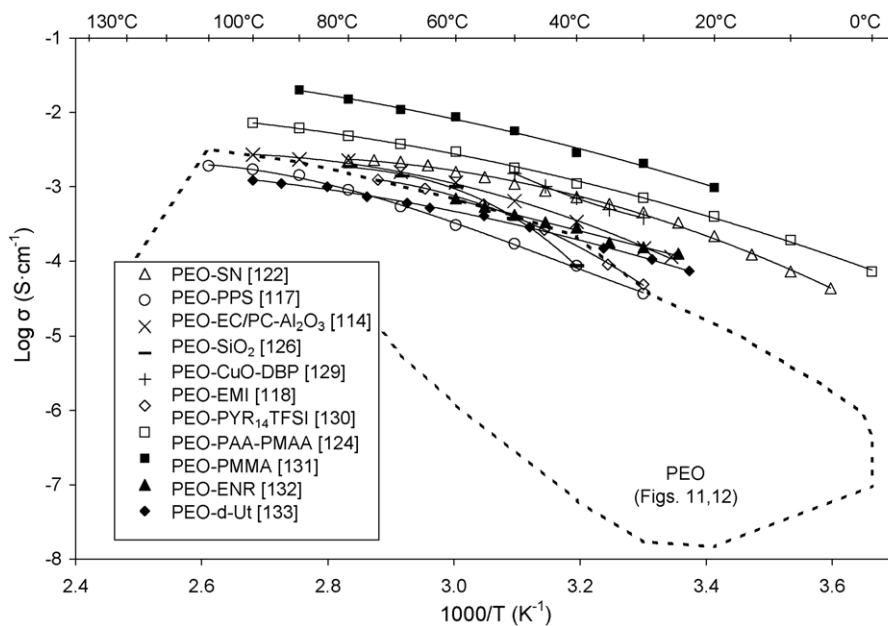 130°C 100°C 80°C 60°C 40°C 20°C 0°C
-1
-2
-3
-4
-5
-6
-7
-8
Log σ (S·cm⁻¹)
PEO-SN [122]
PEO-PPS [117]
PEO-EC/PC-Al₂O₃ [114]
PEO-SiO₂ [126]
PEO-CuO-DBP [129]
PEO-EMI [118]
PEO-PYR₁₄TFSI [130]
PEO-PAA-PMAA [124]
PEO-PMMA [131]
PEO-ENR [132]
PEO-d-Ut [133]
PEO
(Figs. 11,12)
2.4 2.6 2.8 3.0 3.2 3.4 3.6
1000/T (K⁻¹)